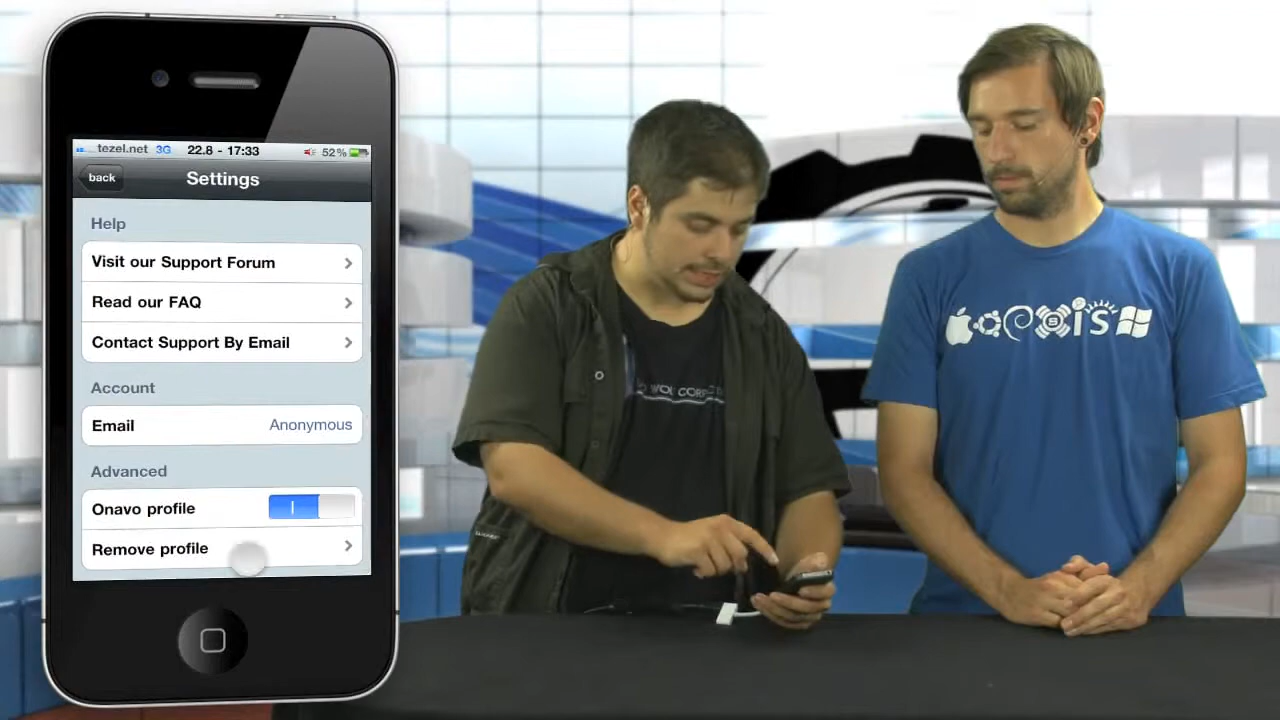 tezel.net 3G 22.8 - 17:33 52%
back
Settings
Help
Visit our Support Forum
Read our FAQ
Contact Support By Email
Account
Email Anonymous
Advanced
Onavo profile
Remove profile